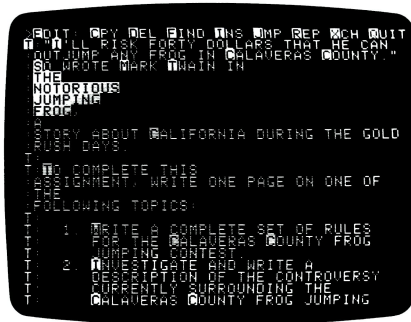 >EDIT: CPY DEL FIND INS JMP REP XCH QUIT
T:"I'LL RISK FORTY DOLLARS THAT HE CAN
:OUTJUMP ANY FROG IN CALAVERAS COUNTY."
:SO WROTE MARK TWAIN IN
:THE
:NOTORIOUS
:JUMPING
:FROG,
:A
:STORY ABOUT CALIFORNIA DURING THE GOLD
:RUSH DAYS.
T:
T:TO COMPLETE THIS
:ASSIGNMENT, WRITE ONE PAGE ON ONE OF
:THE
:FOLLOWING TOPICS:
T:
T: 1. WRITE A COMPLETE SET OF RULES
T: FOR THE CALAVERAS COUNTY FROG
T: JUMPING CONTEST.
T: 2. INVESTIGATE AND WRITE A
T: DESCRIPTION OF THE CONTROVERSY
T: CURRENTLY SURROUNDING THE
T: CALAVERAS COUNTY FROG JUMPING